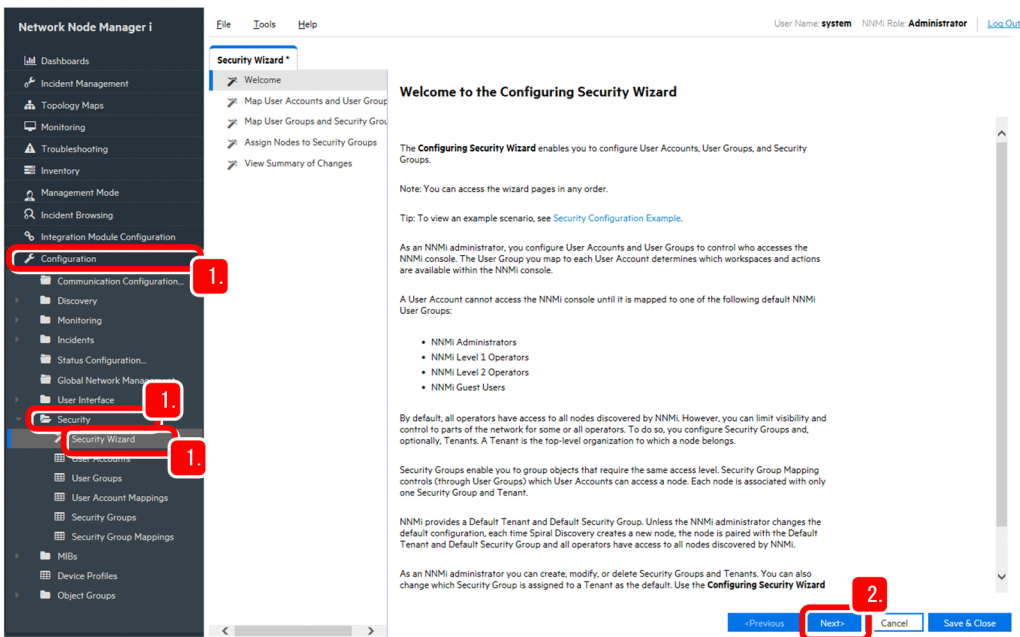 Network Node Manager i
File Tools Help
User Name: system NNMi Role: Administrator Log Out
Dashboards
Incident Management
Topology Maps
Monitoring
Troubleshooting
Inventory
Management Mode
Incident Browsing
Integration Module Configuration
Configuration
1.
Communication Configuration...
Discovery
Monitoring
Incidents
Status Configuration...
Global Network Management...
User Interface
1.
Security
Security Wizard
1.
User Accounts
User Groups
User Account Mappings
Security Groups
Security Group Mappings
MIBs
Device Profiles
Object Groups
Security Wizard *
Welcome
Map User Accounts and User Group
Map User Groups and Security Grou
Assign Nodes to Security Groups
View Summary of Changes
Welcome to the Configuring Security Wizard
The Configuring Security Wizard enables you to configure User Accounts, User Groups, and Security
Groups.
Note: You can access the wizard pages in any order.
Tip: To view an example scenario, see Security Configuration Example.
As an NNMi administrator, you configure User Accounts and User Groups to control who accesses the
NNMi console. The User Group you map to each User Account determines which workspaces and actions
are available within the NNMi console.
A User Account cannot access the NNMi console until it is mapped to one of the following default NNMi
User Groups:
• NNMi Administrators
• NNMi Level 1 Operators
• NNMi Level 2 Operators
• NNMi Guest Users
By default, all operators have access to all nodes discovered by NNMi. However, you can limit visibility and
control to parts of the network for some or all operators. To do so, you configure Security Groups and,
optionally, Tenants. A Tenant is the top-level organization to which a node belongs.
Security Groups enable you to group objects that require the same access level. Security Group Mapping
controls (through User Groups) which User Accounts can access a node. Each node is associated with only
one Security Group and Tenant.
NNMi provides a Default Tenant and Default Security Group. Unless the NNMi administrator changes the
default configuration, each time Spiral Discovery creates a new node, the node is paired with the Default
Tenant and Default Security Group and all operators have access to all nodes discovered by NNMi.
As an NNMi administrator you can create, modify, or delete Security Groups and Tenants. You can also
change which Security Group is assigned to a Tenant as the default. Use the Configuring Security Wizard
2.
<Previous Next> Cancel Save & Close